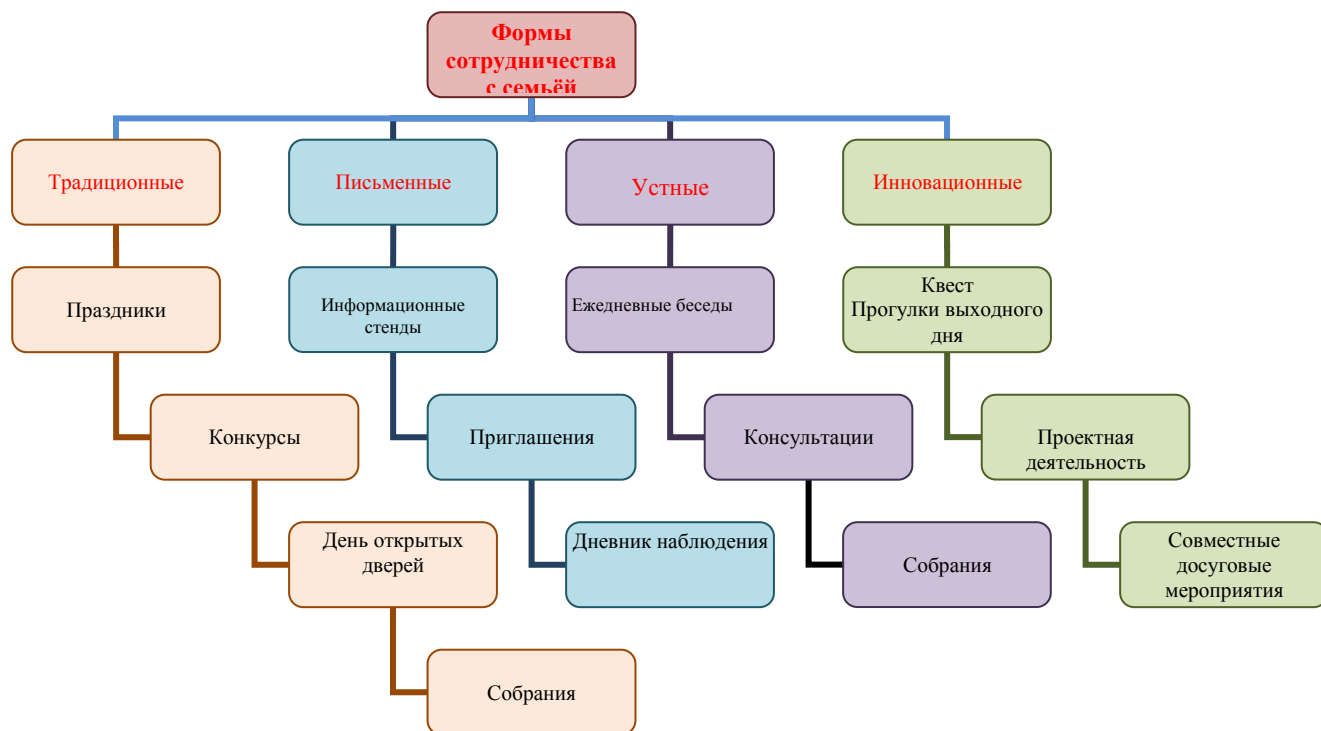 Формы
сотрудничества
с семьёй
Традиционные
Письменные
Устные
Инновационные
Праздники
Информационные
стенды
Ежедневные беседы
Квест
Прогулки выходного
дня
Конкурсы
Приглашения
Консультации
Проектная
деятельность
День открытых
дверей
Дневник наблюдения
Собрания
Совместные
досуговые
мероприятия
Собрания